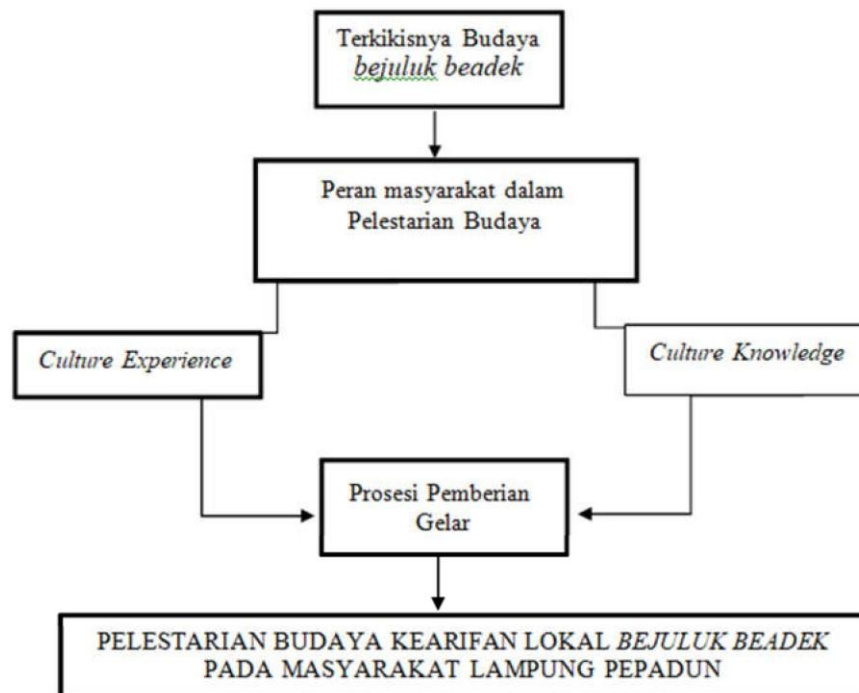 Terkikisnya Budaya
bejuluk beadek
Peran masyarakat dalam
Pelestarian Budaya
Culture Experience
Culture Knowledge
Prosesi Pemberian
Gelar
PELESTARIAN BUDAYA KEARIFAN LOKAL BEJULUK BEADEK
PADA MASYARAKAT LAMPUNG PEPADUN